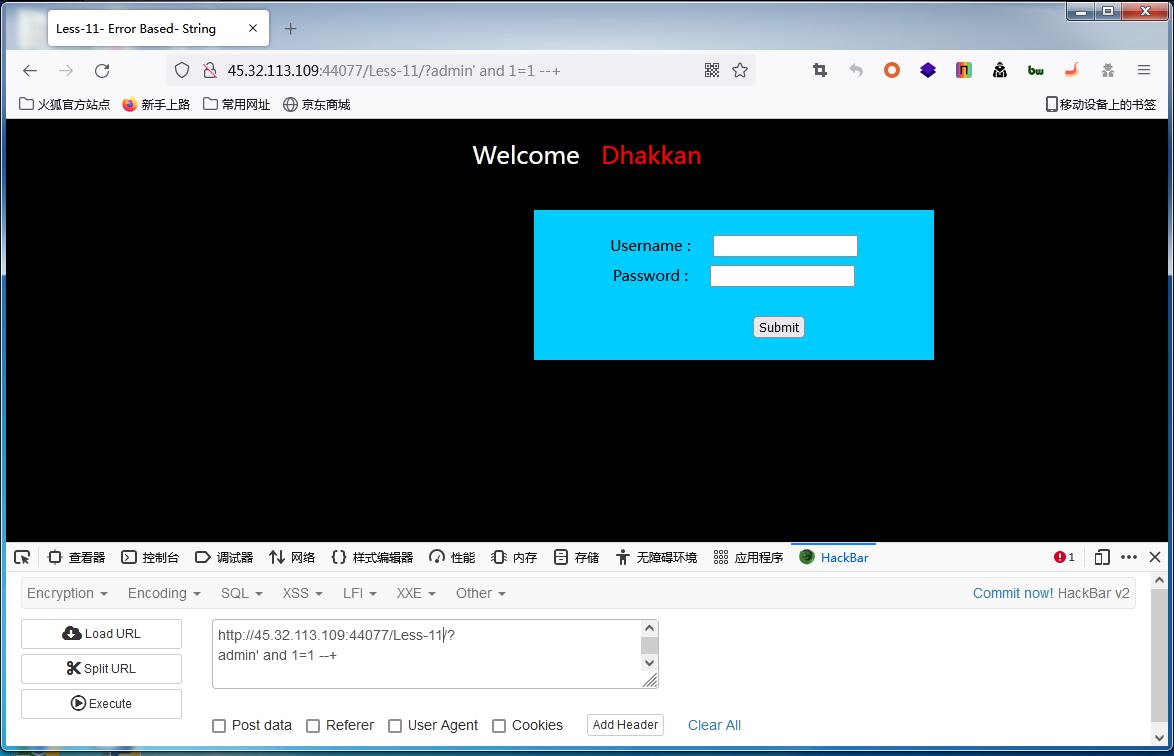 Less-11- Error Based- String
45.32.113.109:44077/Less-11/?admin' and 1=1 --+
bw
火狐官方站点 新手上路 常用网址 京东商城 移动设备上的书签
Welcome Dhakkan
Username :
Password :
Submit
查看器 控制台 调试器 网络 样式编辑器 性能 内存 存储 无障碍环境 应用程序 HackBar 1
Encryption Encoding SQL XSS LFI XXE Other Commit now! HackBar v2
Load URL
Split URL
Execute
http://45.32.113.109:44077/Less-11/?
admin' and 1=1 --+
Post data Referer User Agent Cookies Add Header Clear All